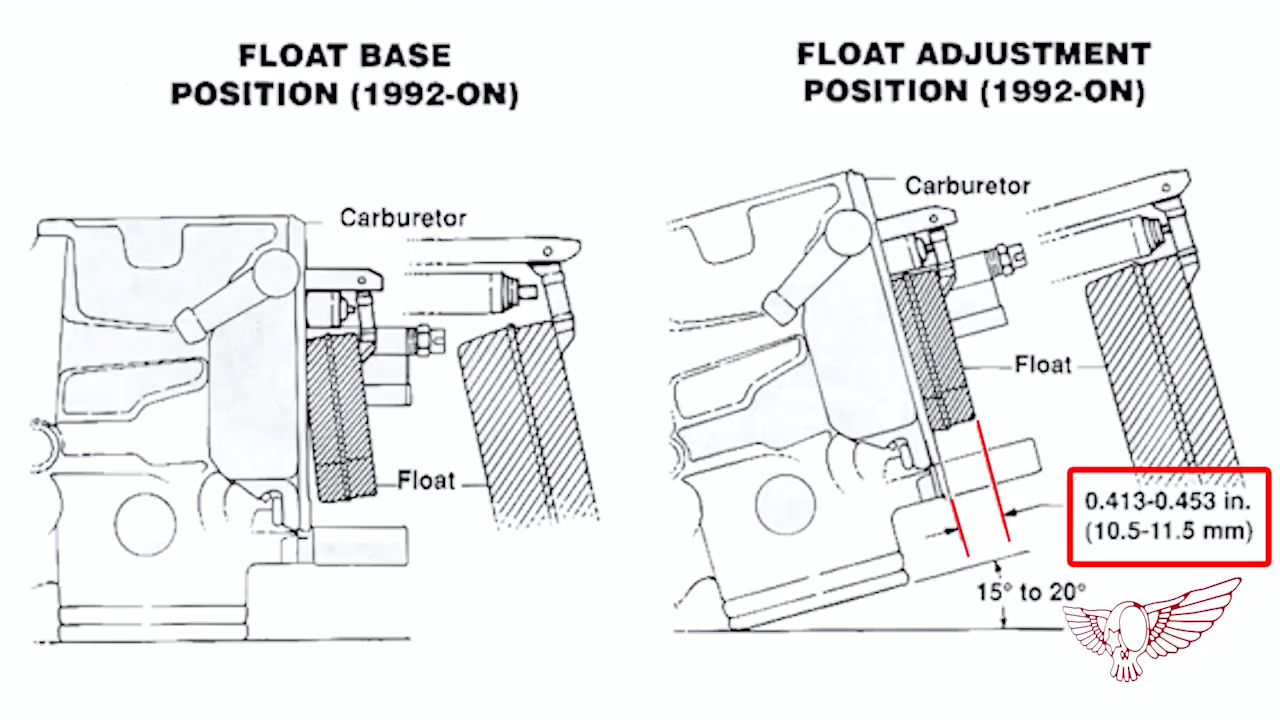 FLOAT BASE
POSITION (1992-ON)
Carburetor
Float
FLOAT ADJUSTMENT
POSITION (1992-ON)
Carburetor
Float
0.413-0.453 in.
(10.5-11.5 mm)
15° to 20°